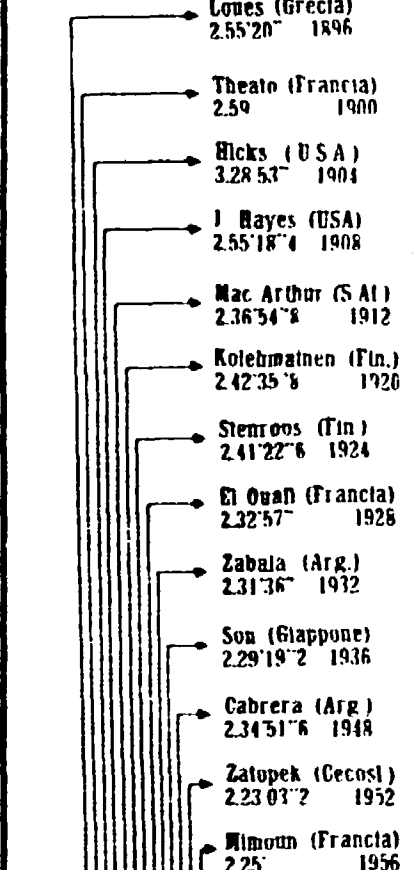 Loues (Grecia)
2.55'20" 1896
Theato (Francia)
2.59 1900
Hicks (USA)
3.28'53" 1904
J Hayes (USA)
2.55'18"4 1908
Mac Arthur (S Af)
2.36'54"8 1912
Kolehmainen (Fin.)
2.42'35"8 1920
Stenroos (Fin)
2.41'22"6 1924
El Ouafi (Francia)
2.32'57" 1928
Zabala (Arg.)
2.31'36" 1932
Son (Giappone)
2.29'19"2 1936
Cabrera (Arg)
2.34'51"6 1948
Zatopek (Cecosl)
2.23'03"2 1952
Mimoun (Francia)
2.25' 1956